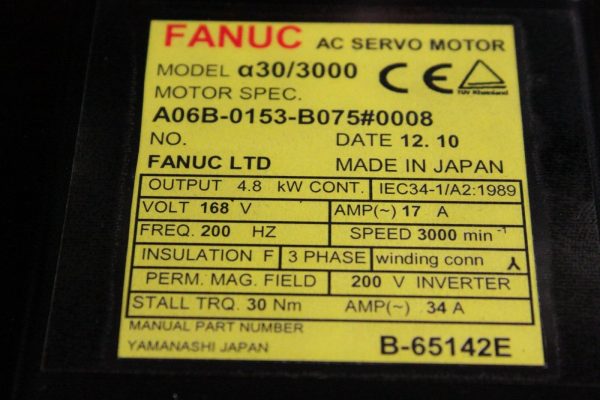 FANUC AC SERVO MOTOR
MODEL α30/3000
MOTOR SPEC.
CE
TÜV Rheinland
A06B-0153-B075#0008
NO. DATE 12. 10
FANUC LTD MADE IN JAPAN
OUTPUT 4.8 kW CONT. IEC34-1/A2:1989
VOLT 168 V AMP(~) 17 A
FREQ. 200 HZ SPEED 3000 min⁻
INSULATION F 3 PHASE winding conn
PERM. MAG. FIELD 200 V INVERTER
STALL TRQ. 30 Nm AMP(~) 34 A
MANUAL PART NUMBER
YAMANASHI JAPAN B-65142E